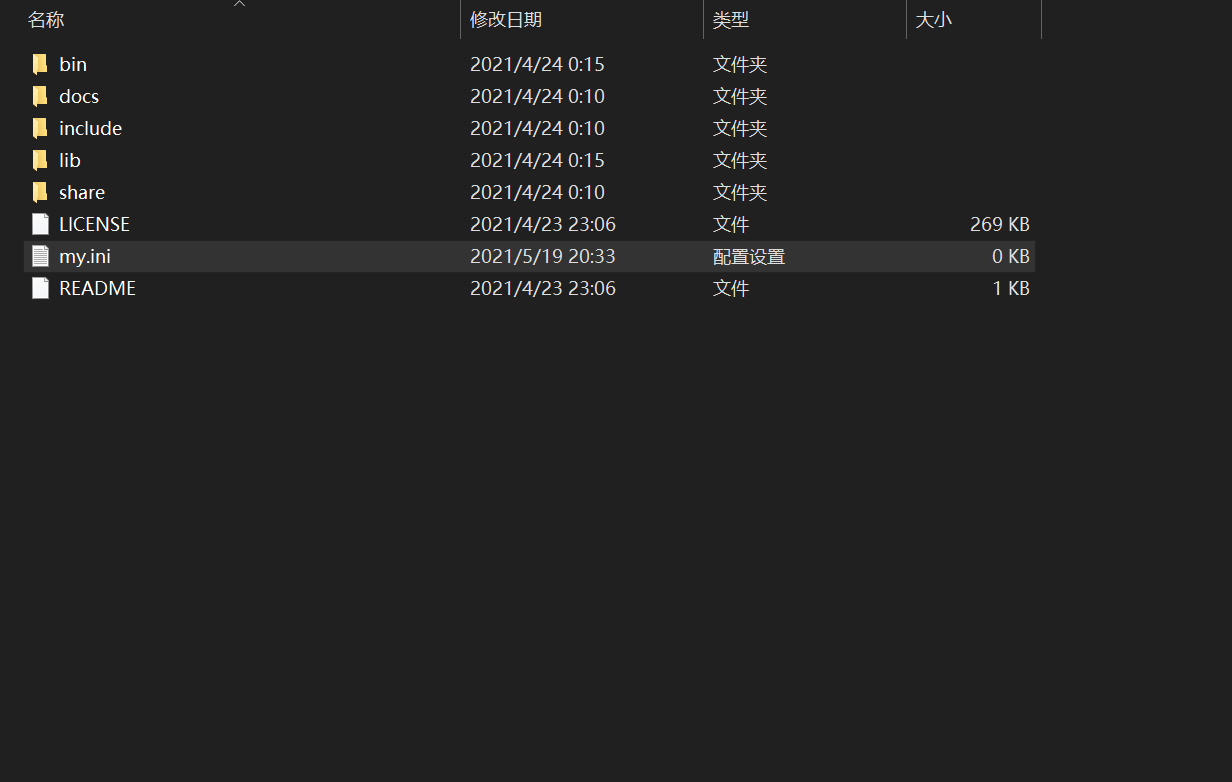 名称 修改日期 类型 大小
bin 2021/4/24 0:15 文件夹
docs 2021/4/24 0:10 文件夹
include 2021/4/24 0:10 文件夹
lib 2021/4/24 0:15 文件夹
share 2021/4/24 0:10 文件夹
LICENSE 2021/4/23 23:06 文件 269 KB
my.ini 2021/5/19 20:33 配置设置 0 KB
README 2021/4/23 23:06 文件 1 KB